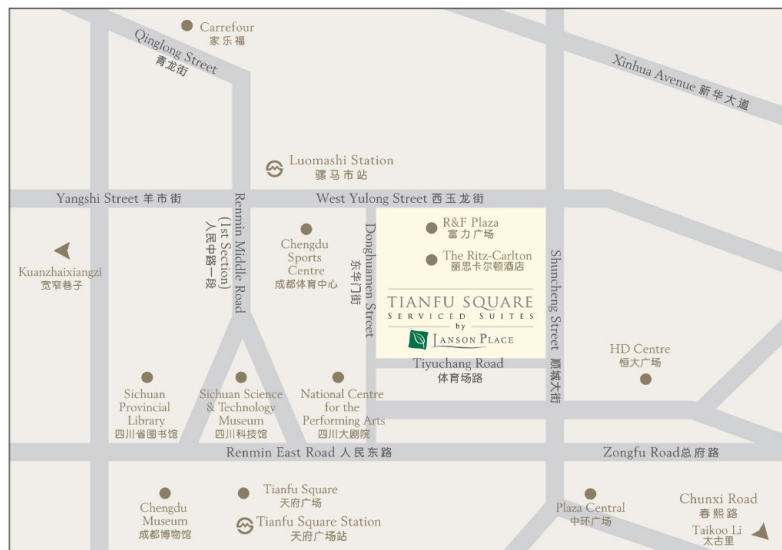 Carrefour
家乐福
Qinglong Street
青龙街
Xinhua Avenue 新华大道
Luomashi Station
骡马市站
Yangshi Street 羊市街
West Yulong Street 西玉龙街
Renmin Middle Road
(1st Section)
人民中路一段
Kuanzhaixiangzi
宽窄巷子
Chengdu
Sports
Centre
成都体育中心
Donghuamen Street
东华门街
R&F Plaza
富力广场
The Ritz-Carlton
丽思卡尔顿酒店
TIANFU SQUARE
SERVICED SUITES
by
LANSON PLACE
Shuncheng Street 顺城大街
Tiyuchang Road
体育场路
HD Centre
恒大广场
Sichuan
Provincial
Library
四川省图书馆
Sichuan Science
& Technology
Museum
四川科技馆
National Centre
for the
Performing Arts
四川大剧院
Renmin East Road 人民东路
Zongfu Road总府路
Chengdu
Museum
成都博物馆
Tianfu Square
天府广场
Tianfu Square Station
天府广场站
Plaza Central
中环广场
Chunxi Road
春熙路
Taikoo Li
太古里